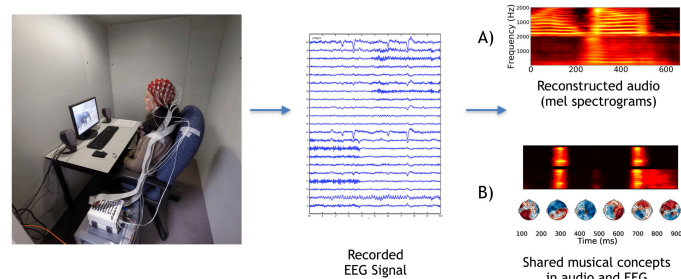 A)
Frequency (Hz)
2000
1000
2000
1000
0
200
400
600
Reconstructed audio
(mel spectrograms)
B)
100 200 300 400 500 600 700 800 900
Time (ms)
Recorded
EEG Signal
Shared musical concepts
in audio and EEG